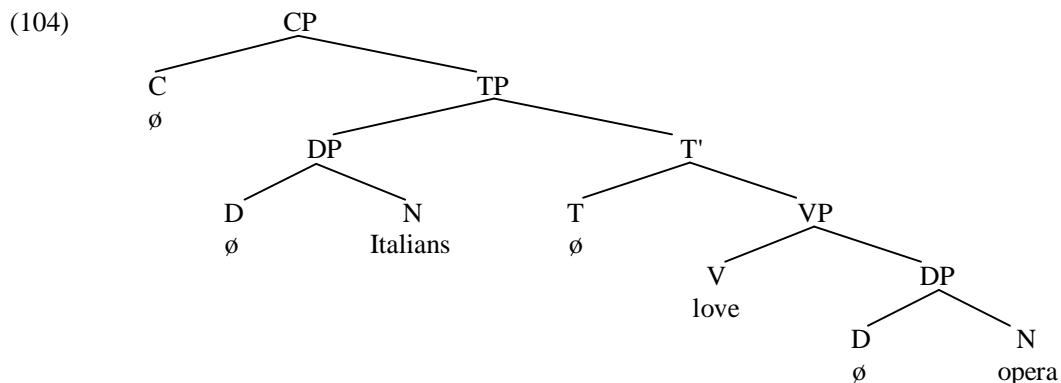 (104) CP
C TP
ø
DP T'
D N T VP
ø Italians ø
V DP
love
D N
ø opera